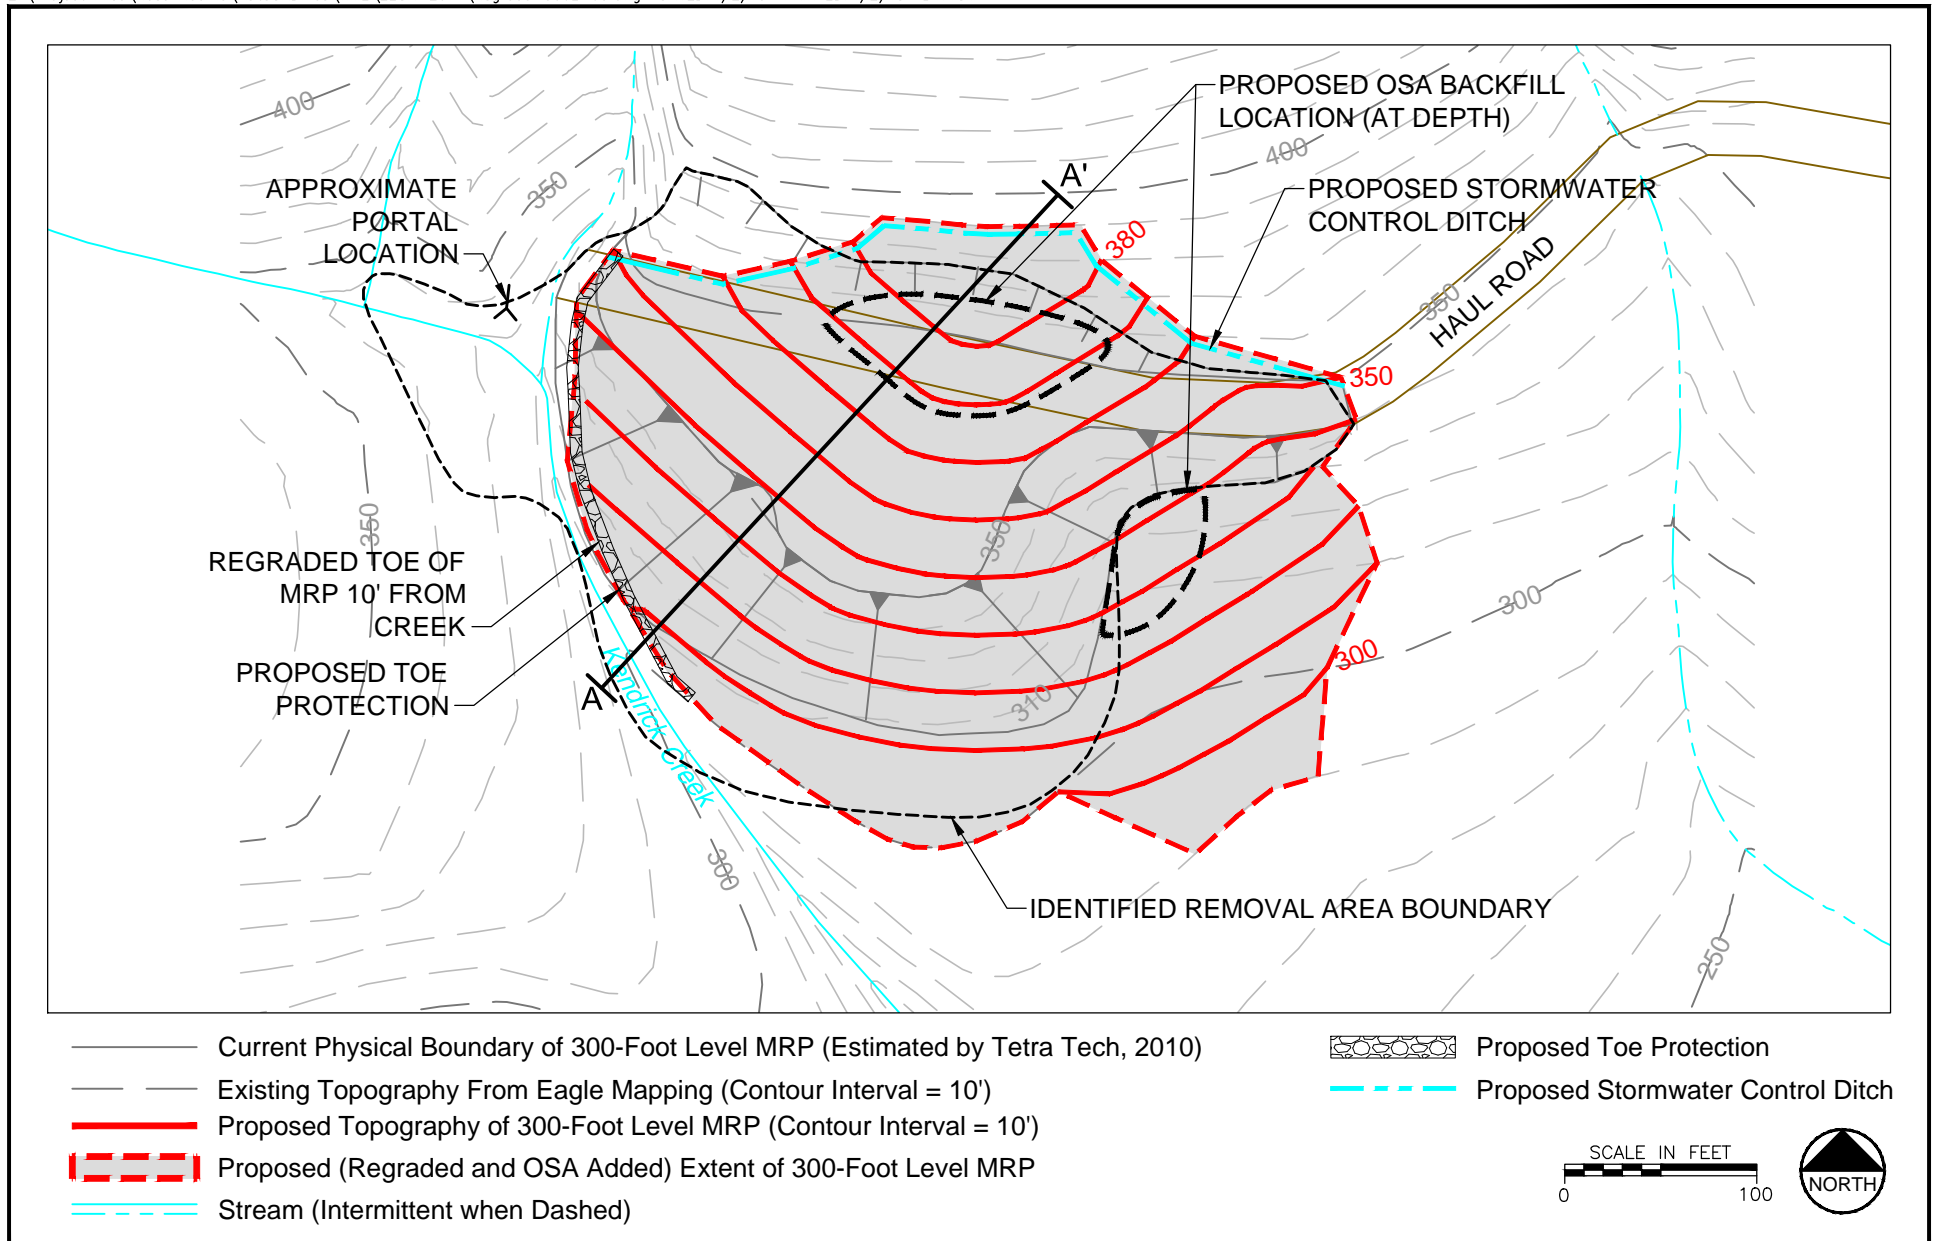 PROPOSED OSA BACKFILL
LOCATION (AT DEPTH)
400
400
A'
APPROXIMATE
PORTAL
LOCATION
350
PROPOSED STORMWATER
CONTROL DITCH
380
HAUL ROAD
350
350
350
350
REGRADED TOE OF
MRP 10' FROM
CREEK
300
300
PROPOSED TOE
PROTECTION
A
Kendrick Creek
310
300
IDENTIFIED REMOVAL AREA BOUNDARY
250
Current Physical Boundary of 300-Foot Level MRP (Estimated by Tetra Tech, 2010)
Existing Topography From Eagle Mapping (Contour Interval = 10')
Proposed Topography of 300-Foot Level MRP (Contour Interval = 10')
Proposed (Regraded and OSA Added) Extent of 300-Foot Level MRP
Stream (Intermittent when Dashed)
Proposed Toe Protection
Proposed Stormwater Control Ditch
SCALE IN FEET
0 100
NORTH